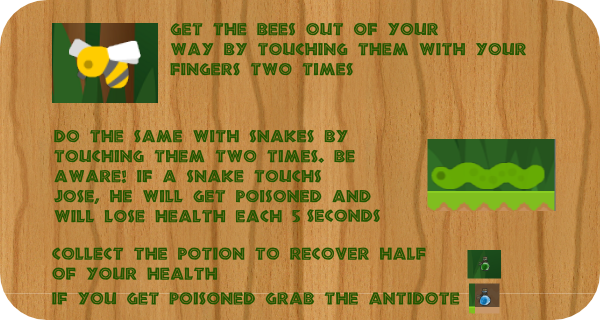 GET THE BEES OUT OF YOUR
WAY BY TOUCHING THEM WITH YOUR
FINGERS TWO TIMES
DO THE SAME WITH SNAKES BY
TOUCHING THEM TWO TIMES. BE
AWARE! IF A SNAKE TOUCHS
JOSE, HE WILL GET POISONED AND
WILL LOSE HEALTH EACH 5 SECONDS
COLLECT THE POTION TO RECOVER HALF
OF YOUR HEALTH
IF YOU GET POISONED GRAB THE ANTIDOTE